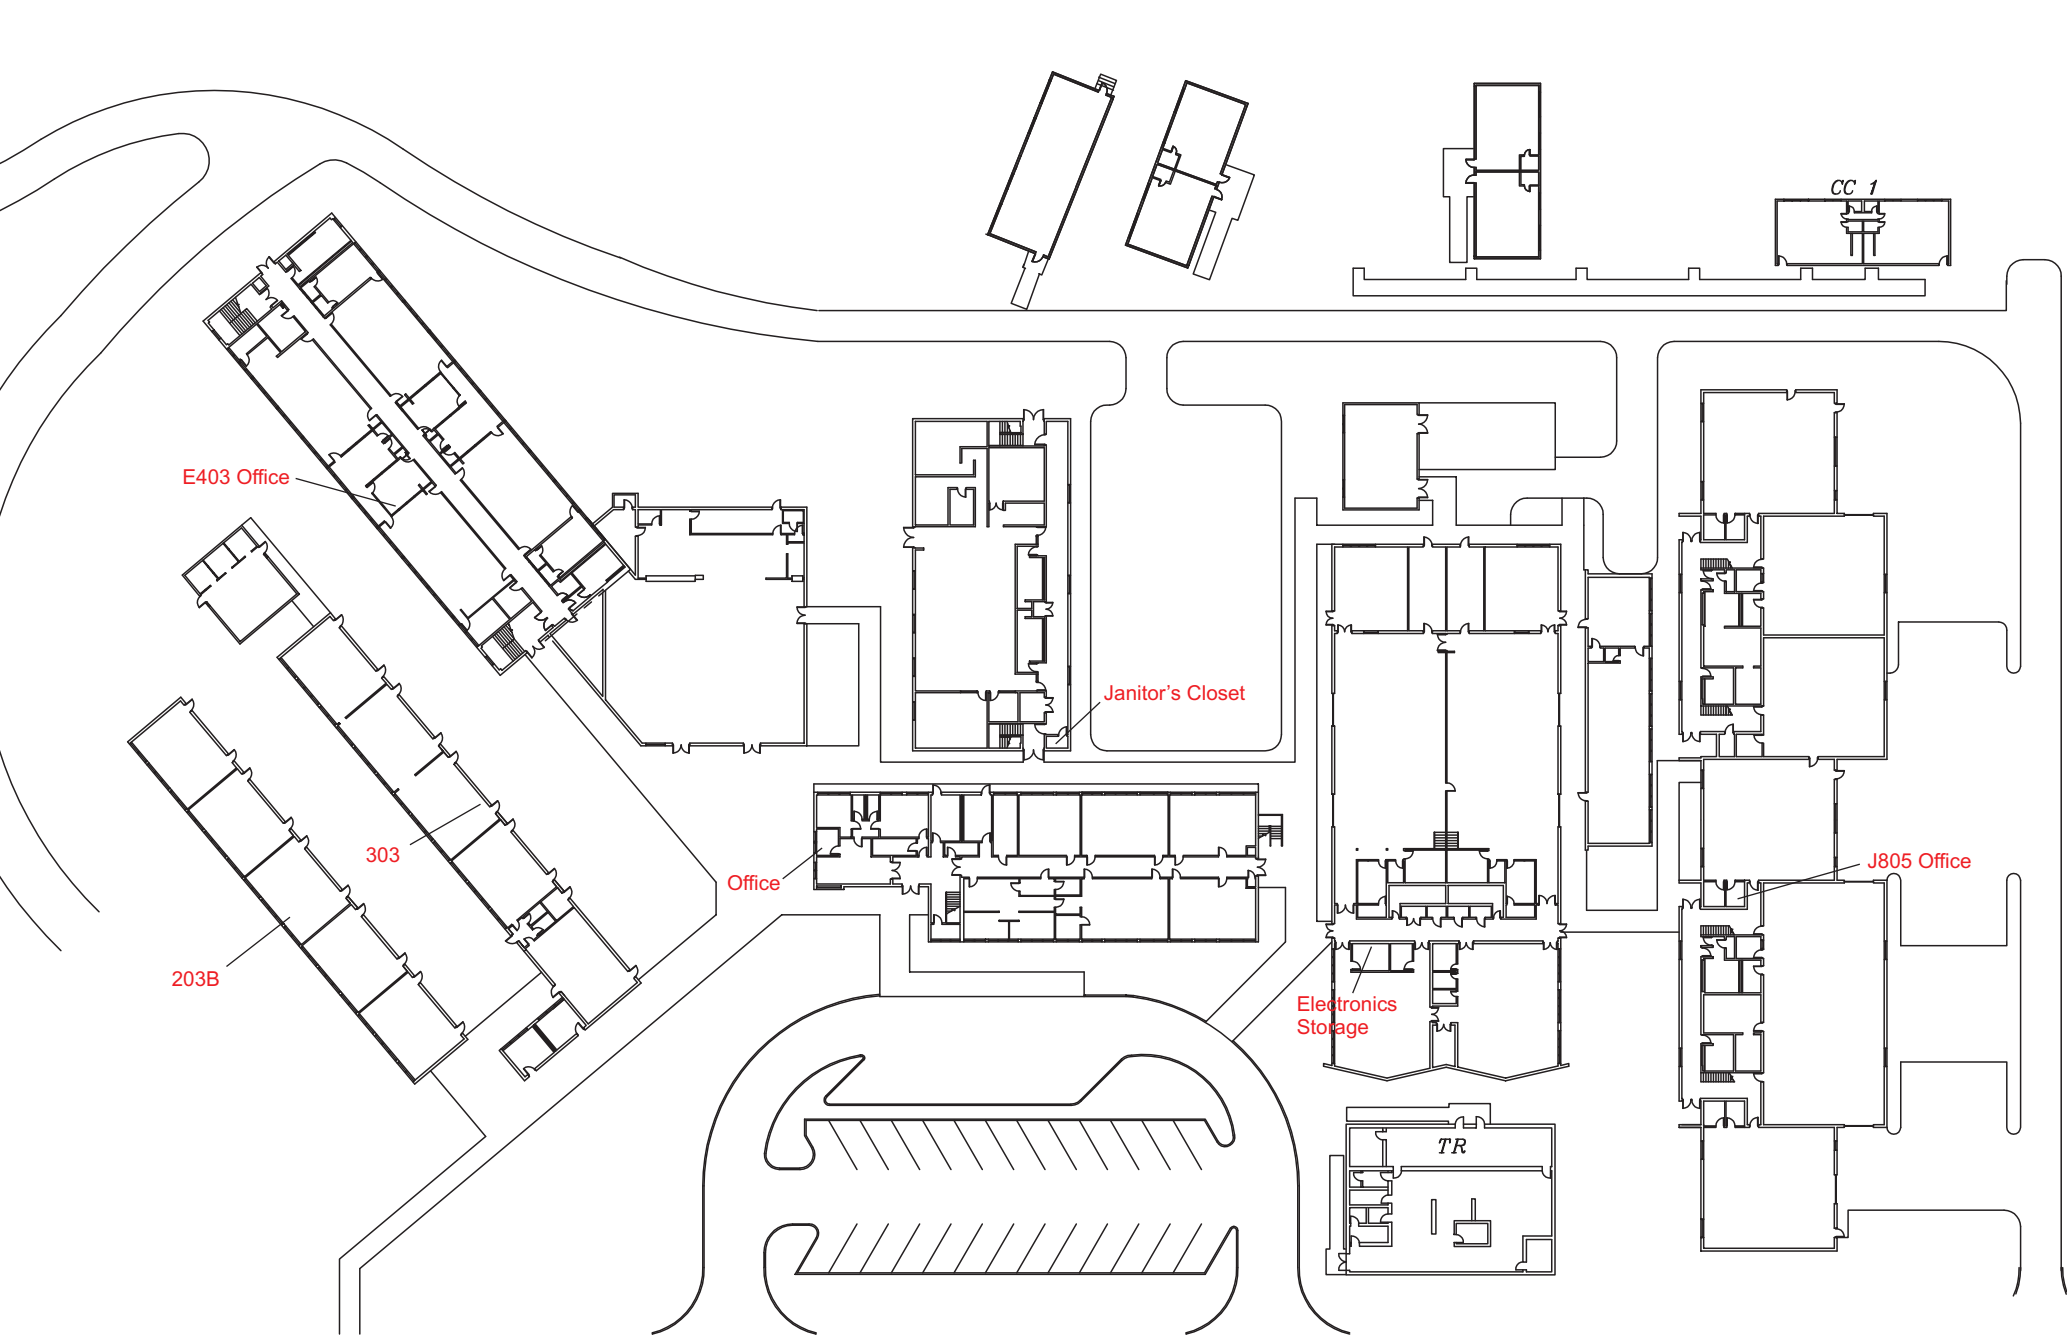 CC 1
E403 Office
Janitor's Closet
303
Office
J805 Office
203B
Electronics
Storage
TR